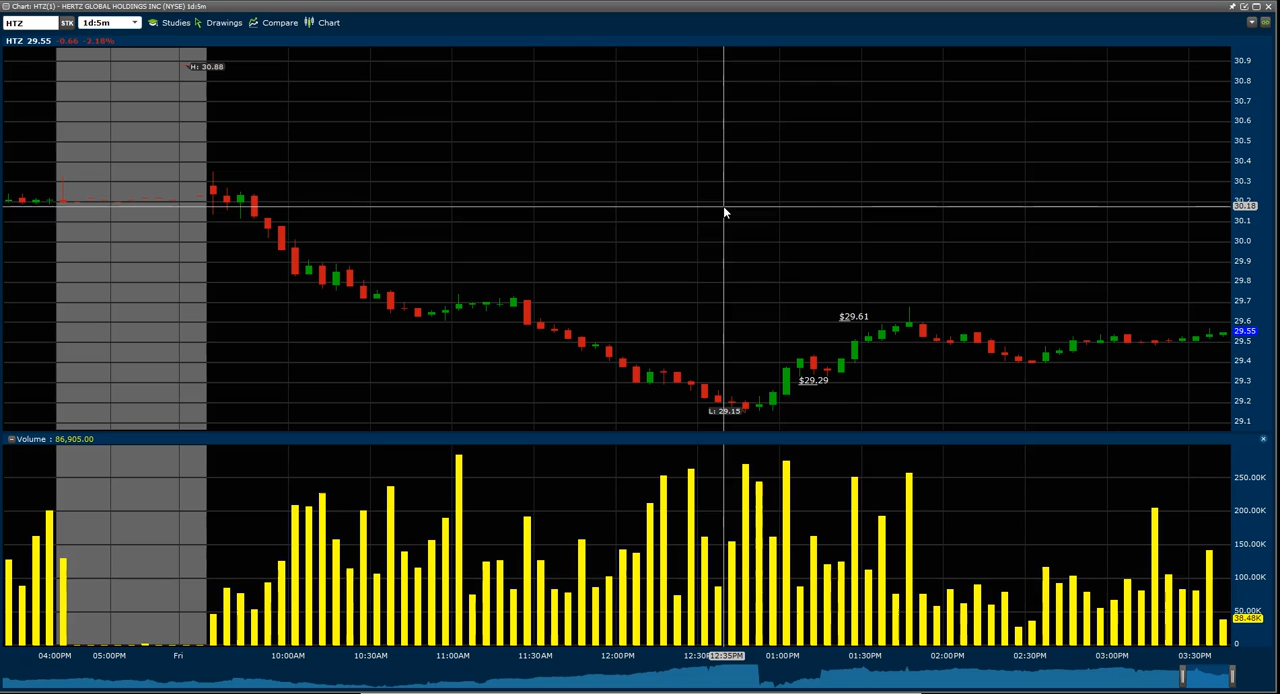 Chart: HTZ(1) - HERTZ GLOBAL HOLDINGS INC (NYSE) 1d:5m
HTZ STK 1d:5m Studies Drawings Compare Chart
HTZ 29.55 -0.66 -2.18%
H: 30.88
30.9
30.8
30.7
30.6
30.5
30.4
30.3
30.2
30.18
30.1
30.0
29.9
29.8
29.7
$29.61
29.6
29.55
29.5
29.4
$29.29
29.3
29.2
L: 29.15
29.1
Volume : 86,905.00
250.00K
200.00K
150.00K
100.00K
50.00K
38.48K
0
04:00PM 05:00PM Fri 10:00AM 10:30AM 11:00AM 11:30AM 12:00PM 12:30 12:35PM 01:00PM 01:30PM 02:00PM 02:30PM 03:00PM 03:30PM